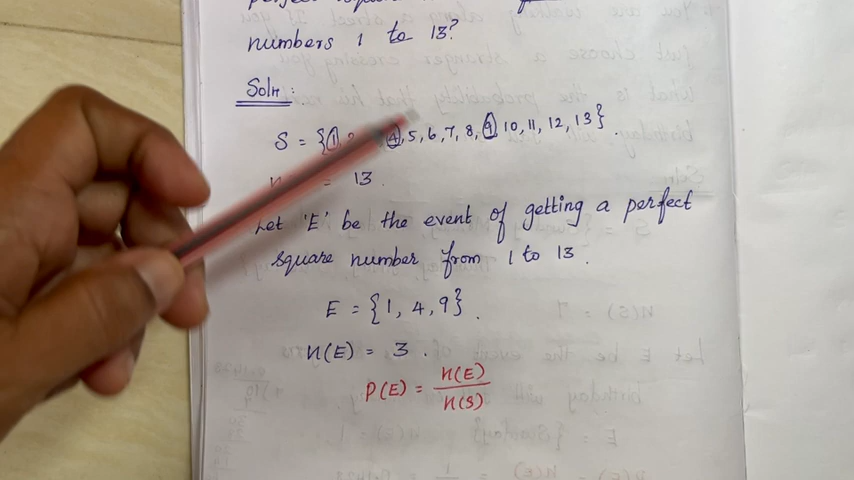 numbers 1 to 13?
Soln:
S = {1, 4, 5, 6, 7, 8, 9, 10, 11, 12, 13}.
= 13.
Let 'E' be the event of getting a perfect
square number from 1 to 13.
E = {1, 4, 9}.
n(E) = 3.
P(E) = n(E)
n(S)